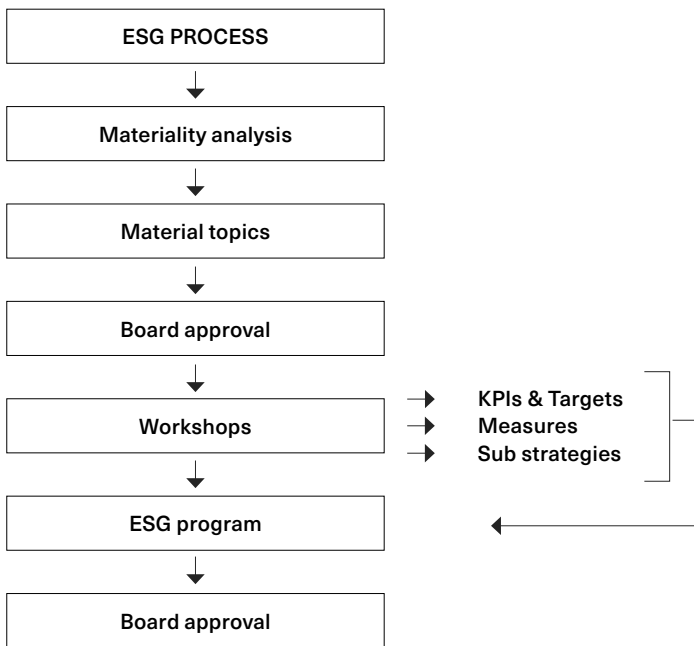 ESG PROCESS
Materiality analysis
Material topics
Board approval
Workshops
KPIs & Targets
Measures
Sub strategies
ESG program
Board approval